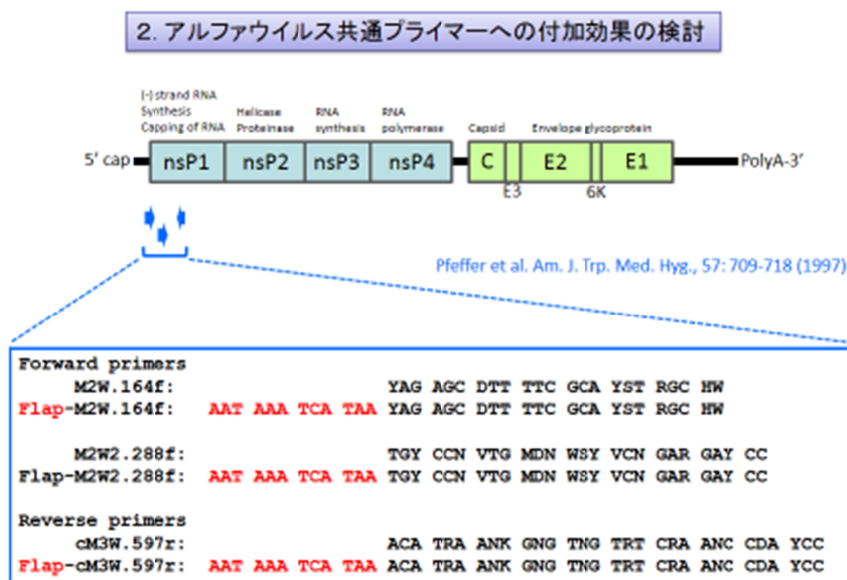 2. アルファウイルス共通プライマーへの付加効果の検討
(-) strand RNA
Synthesis
Capping of RNA
Helicase
Proteinase
RNA
synthesis
RNA
polymerase
Capsid
Envelope glycoprotein
5' cap nsP1 nsP2 nsP3 nsP4 C E2 E1 PolyA-3'
E3 6K
Pfeffer et al. Am. J. Trp. Med. Hyg., 57: 709-718 (1997)
Forward primers
M2W.164f: YAG AGC DTT TTC GCA YST RGC HW
Flap-M2W.164f: AAT AAA TCA TAA YAG AGC DTT TTC GCA YST RGC HW
M2W2.288f: TGY CCN VTG MDN WSY VCN GAR GAY CC
Flap-M2W2.288f: AAT AAA TCA TAA TGY CCN VTG MDN WSY VCN GAR GAY CC
Reverse primers
cM3W.597r: ACA TRA ANK GNG TNG TRT CRA ANC CDA YCC
Flap-cM3W.597r: AAT AAA TCA TAA ACA TRA ANK GNG TNG TRT CRA ANC CDA YCC